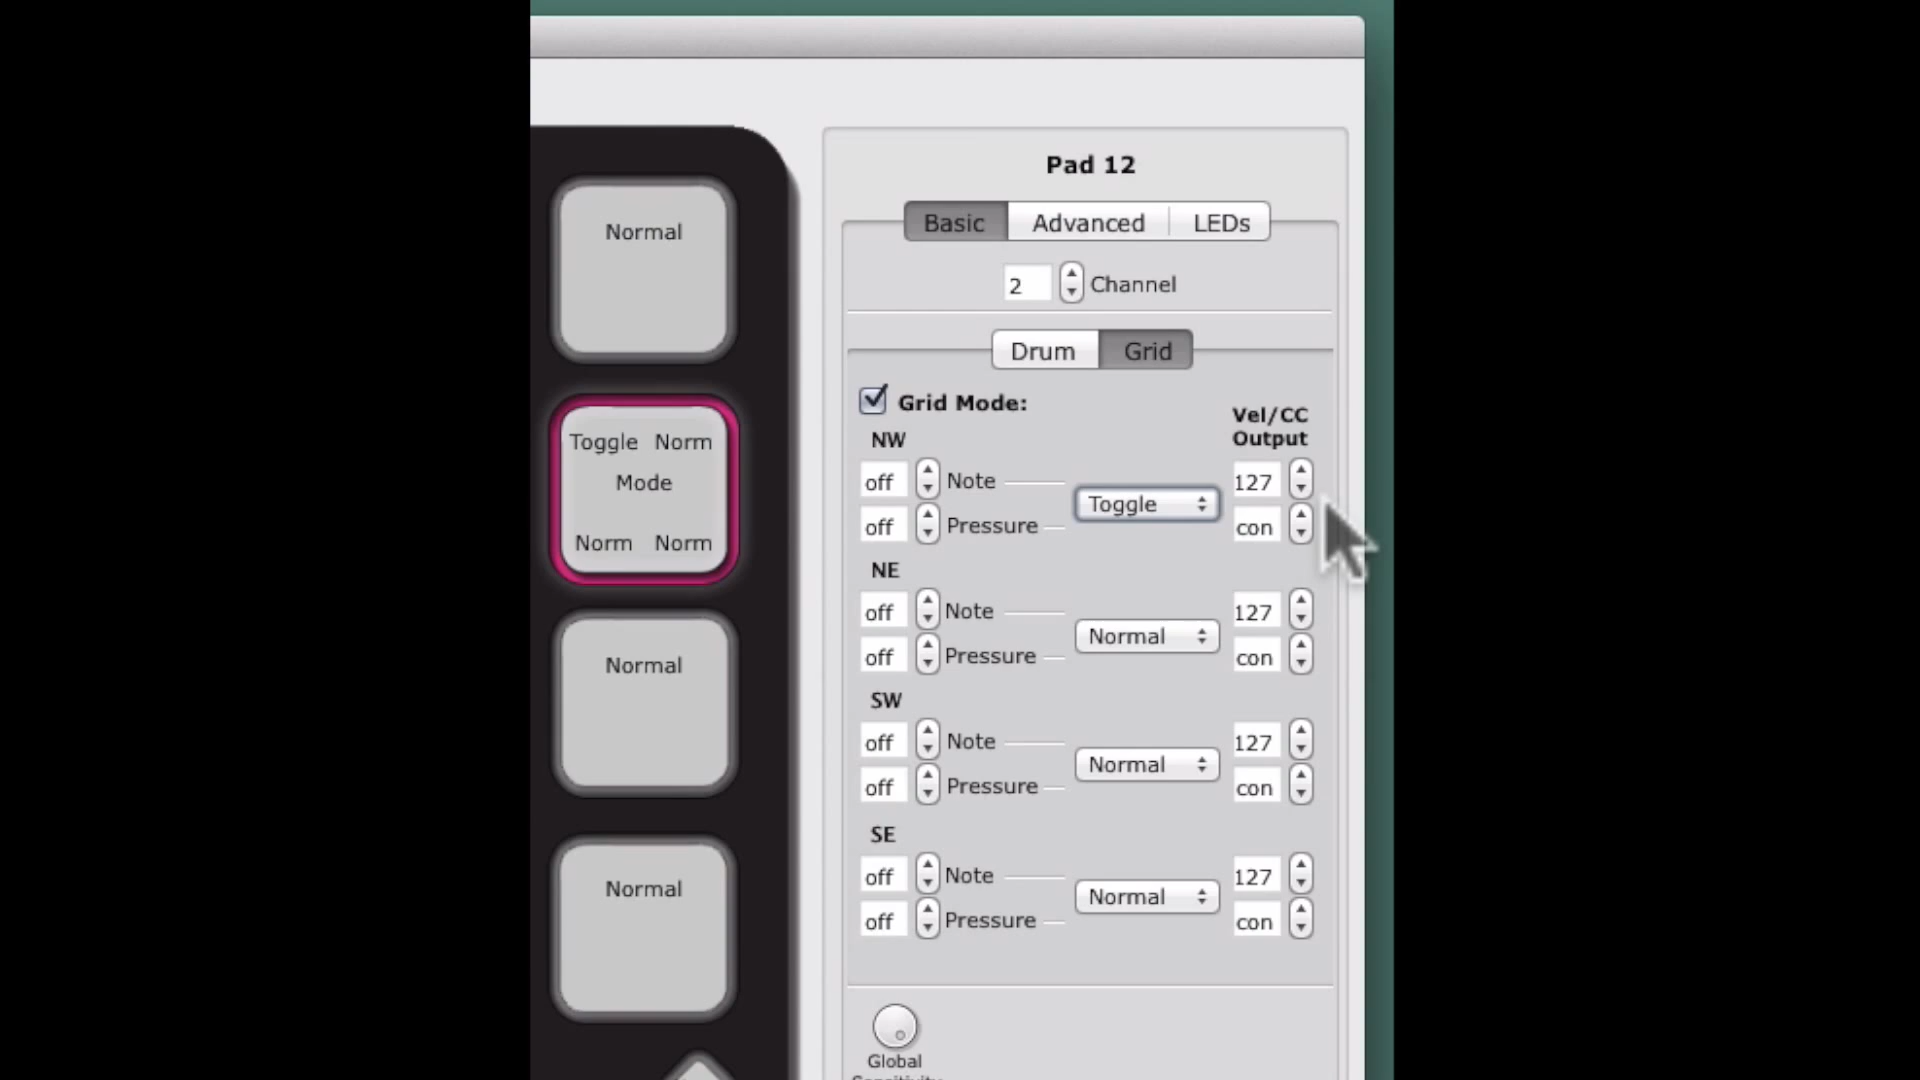 Normal
Toggle Norm
Mode
Norm Norm
Normal
Normal
Pad 12
Basic Advanced LEDs
2 Channel
Drum Grid
Grid Mode:
Vel/CC
Output
NW
off Note Toggle 127
off Pressure con
NE
off Note Normal 127
off Pressure con
SW
off Note Normal 127
off Pressure con
SE
off Note Normal 127
off Pressure con
Global